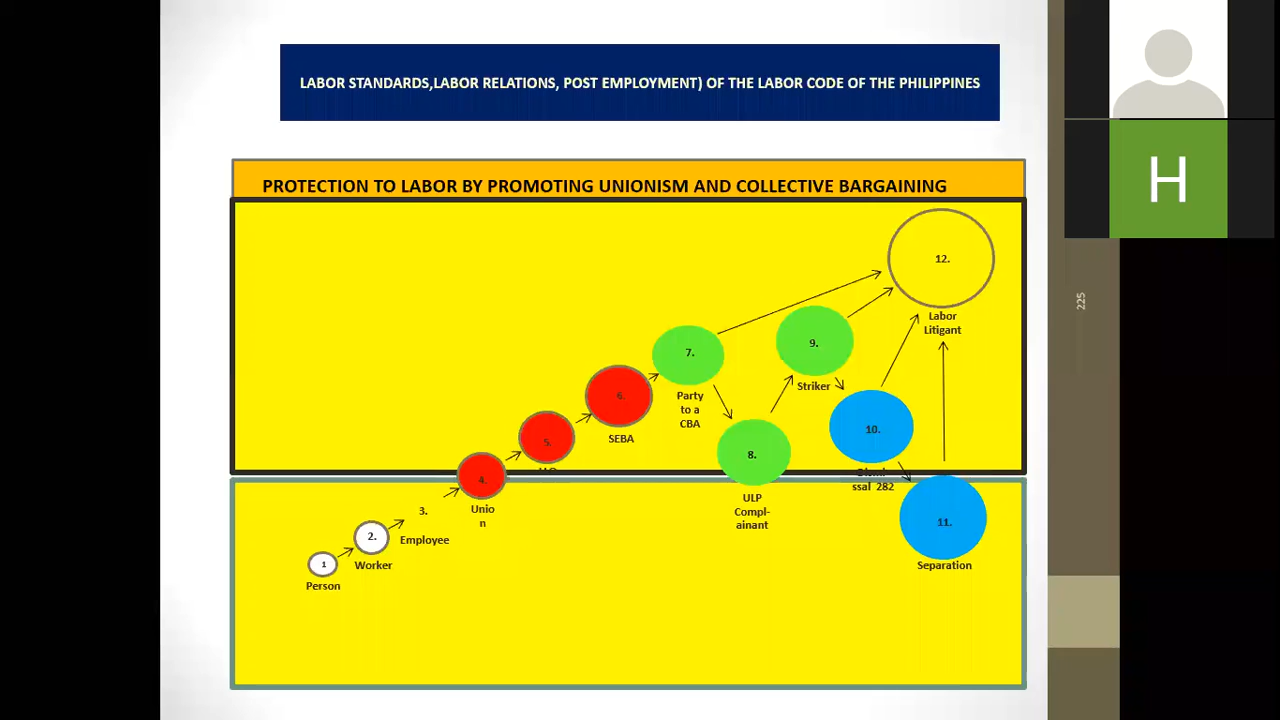 LABOR STANDARDS,LABOR RELATIONS, POST EMPLOYMENT) OF THE LABOR CODE OF THE PHILIPPINES
H
PROTECTION TO LABOR BY PROMOTING UNIONISM AND COLLECTIVE BARGAINING
12.
Labor
Litigant
225
9.
Striker
7.
Party
to a
CBA
6.
SEBA
10.
ssal 282
5.
8.
ULP
Compl-
ainant
4.
Unio
n
11.
Separation
3.
Employee
2.
Worker
1
Person